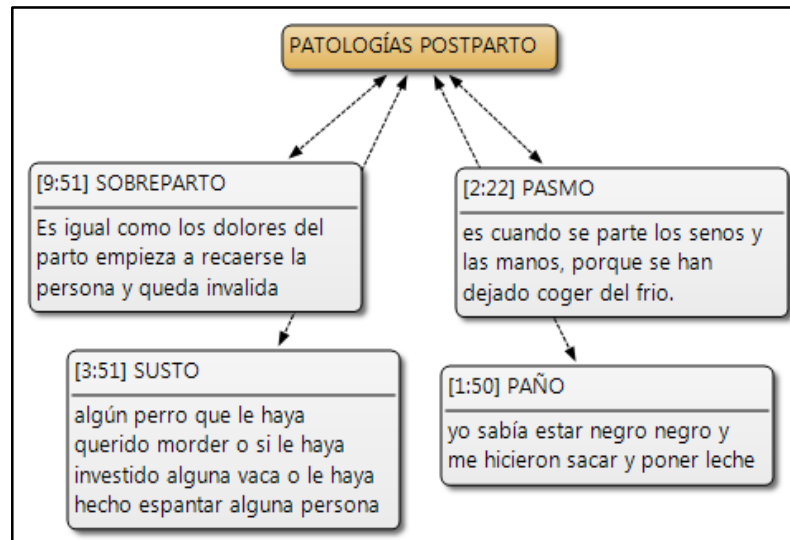 PATOLOGÍAS POSTPARTO
[9:51] SOBREPARTO
Es igual como los dolores del
parto empieza a recaerse la
persona y queda invalida
[2:22] PASMO
es cuando se parte los senos y
las manos, porque se han
dejado coger del frio.
[3:51] SUSTO
algún perro que le haya
querido morder o si le haya
investido alguna vaca o le haya
hecho espantar alguna persona
[1:50] PAÑO
yo sabía estar negro negro y
me hicieron sacar y poner leche